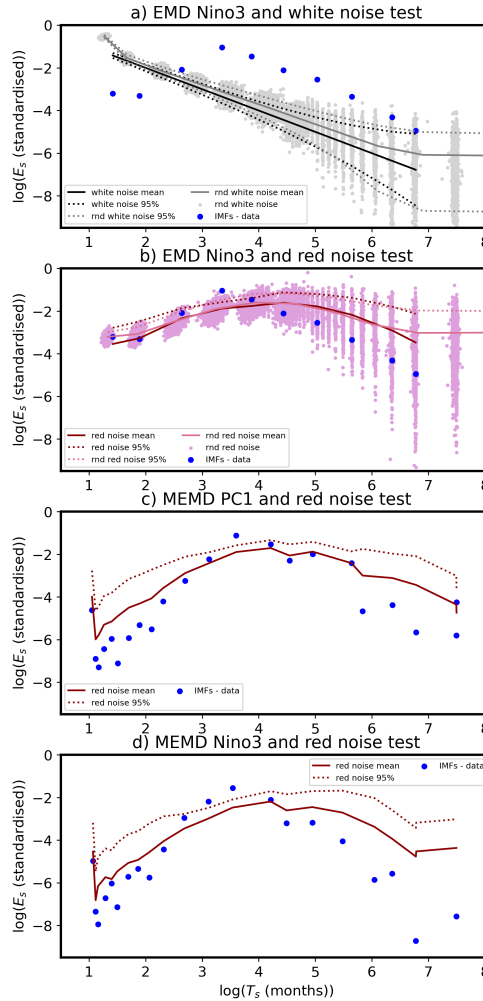 a) EMD Nino3 and white noise test
0
−2
−4
−6
−8
log(Es (standardised))
white noise mean
white noise 95%
rnd white noise 95%
rnd white noise mean
rnd white noise
IMFs - data
1 2 3 4 5 6 7 8
b) EMD Nino3 and red noise test
0
−2
−4
−6
−8
log(Es (standardised))
red noise mean
red noise 95%
rnd red noise 95%
rnd red noise mean
rnd red noise
IMFs - data
1 2 3 4 5 6 7 8
c) MEMD PC1 and red noise test
0
−2
−4
−6
−8
log(Es (standardised))
red noise mean
red noise 95%
IMFs - data
1 2 3 4 5 6 7 8
d) MEMD Nino3 and red noise test
0
−2
−4
−6
−8
log(Es (standardised))
red noise mean
red noise 95%
IMFs - data
1 2 3 4 5 6 7 8
log(Ts (months))